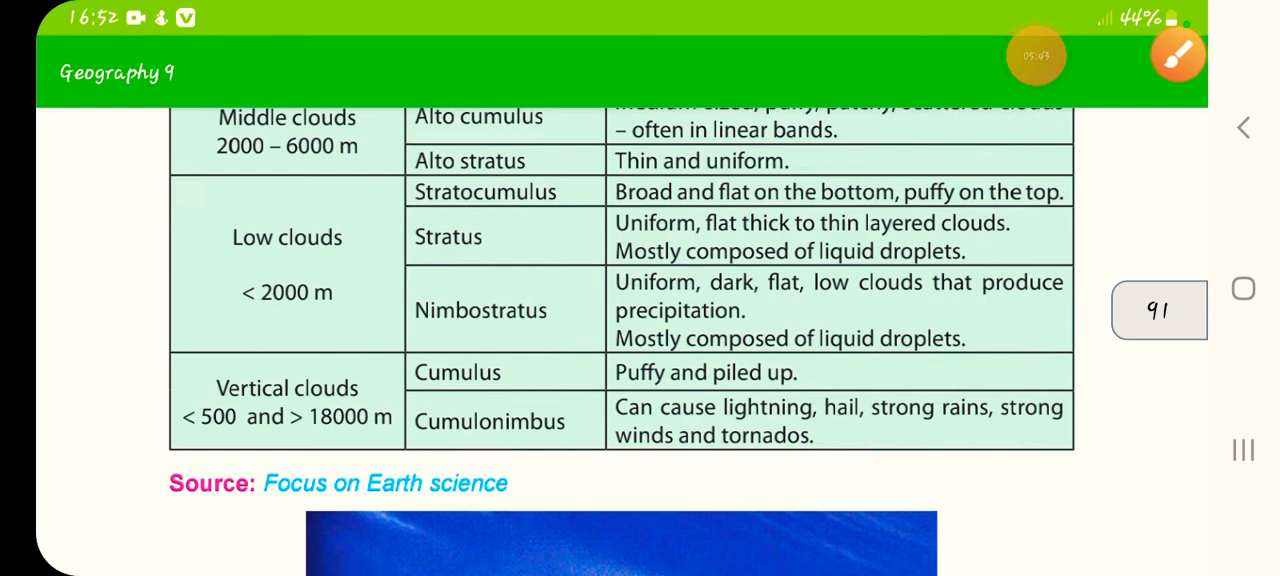 16:52
44%
05:43
Geography 9
Middle clouds
2000 – 6000 m
Alto cumulus
– often in linear bands.
Alto stratus
Thin and uniform.
Low clouds
< 2000 m
Stratocumulus
Broad and flat on the bottom, puffy on the top.
Stratus
Uniform, flat thick to thin layered clouds.
Mostly composed of liquid droplets.
Nimbostratus
Uniform, dark, flat, low clouds that produce
precipitation.
Mostly composed of liquid droplets.
91
Vertical clouds
< 500 and > 18000 m
Cumulus
Puffy and piled up.
Cumulonimbus
Can cause lightning, hail, strong rains, strong
winds and tornados.
Source: Focus on Earth science